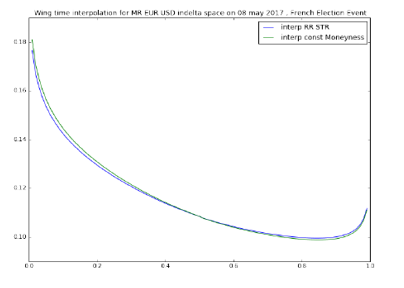 Wing time interpolation for MR EUR USD indelta space on 08 may 2017 , French Election Event
interp RR STR
interp const Moneyness
0.18
0.16
0.14
0.12
0.10
0.0 0.2 0.4 0.6 0.8 1.0